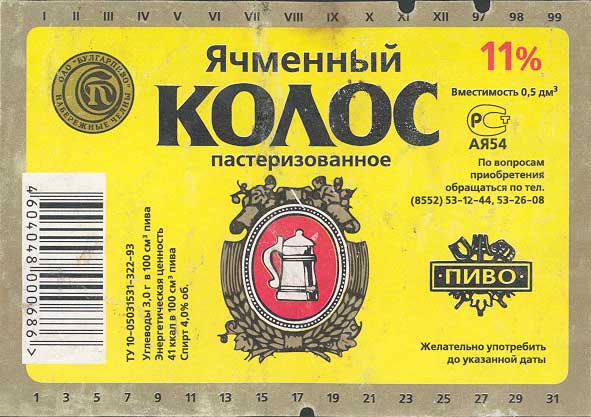 I II III IV V VI VII VIII IX X XI XII 97 98 99
ОАО "БУЛГАРПИВО"
НАБЕРЕЖНЫЕ ЧЕЛНЫ
Ячменный
КОЛОС
пастеризованное
11%
Вместимость 0,5 дм³
РСТ
АЯ54
По вопросам
приобретения
обращаться по тел.
(8552) 53-12-44, 53-26-08
ПИВО
Желательно употребить
до указанной даты
4604048000686>
ТУ 10-05031531-322-93
Углеводы 3,0 г в 100 см³ пива
Энергетическая ценность
41 ккал в 100 см³ пива
Спирт 4,0% об.
1 3 5 7 9 11 13 15 17 19 21 23 25 27 29 31